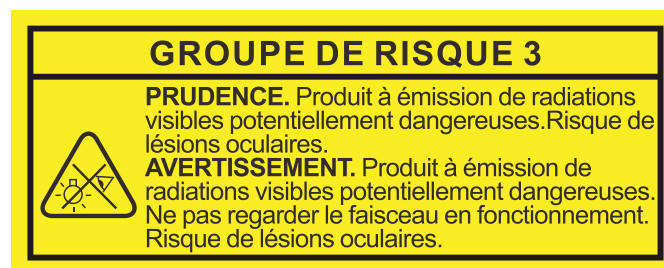 GROUPE DE RISQUE 3
PRUDENCE. Produit à émission de radiations
visibles potentiellement dangereuses.Risque de
lésions oculaires.
AVERTISSEMENT. Produit à émission de
radiations visibles potentiellement dangereuses.
Ne pas regarder le faisceau en fonctionnement.
Risque de lésions oculaires.